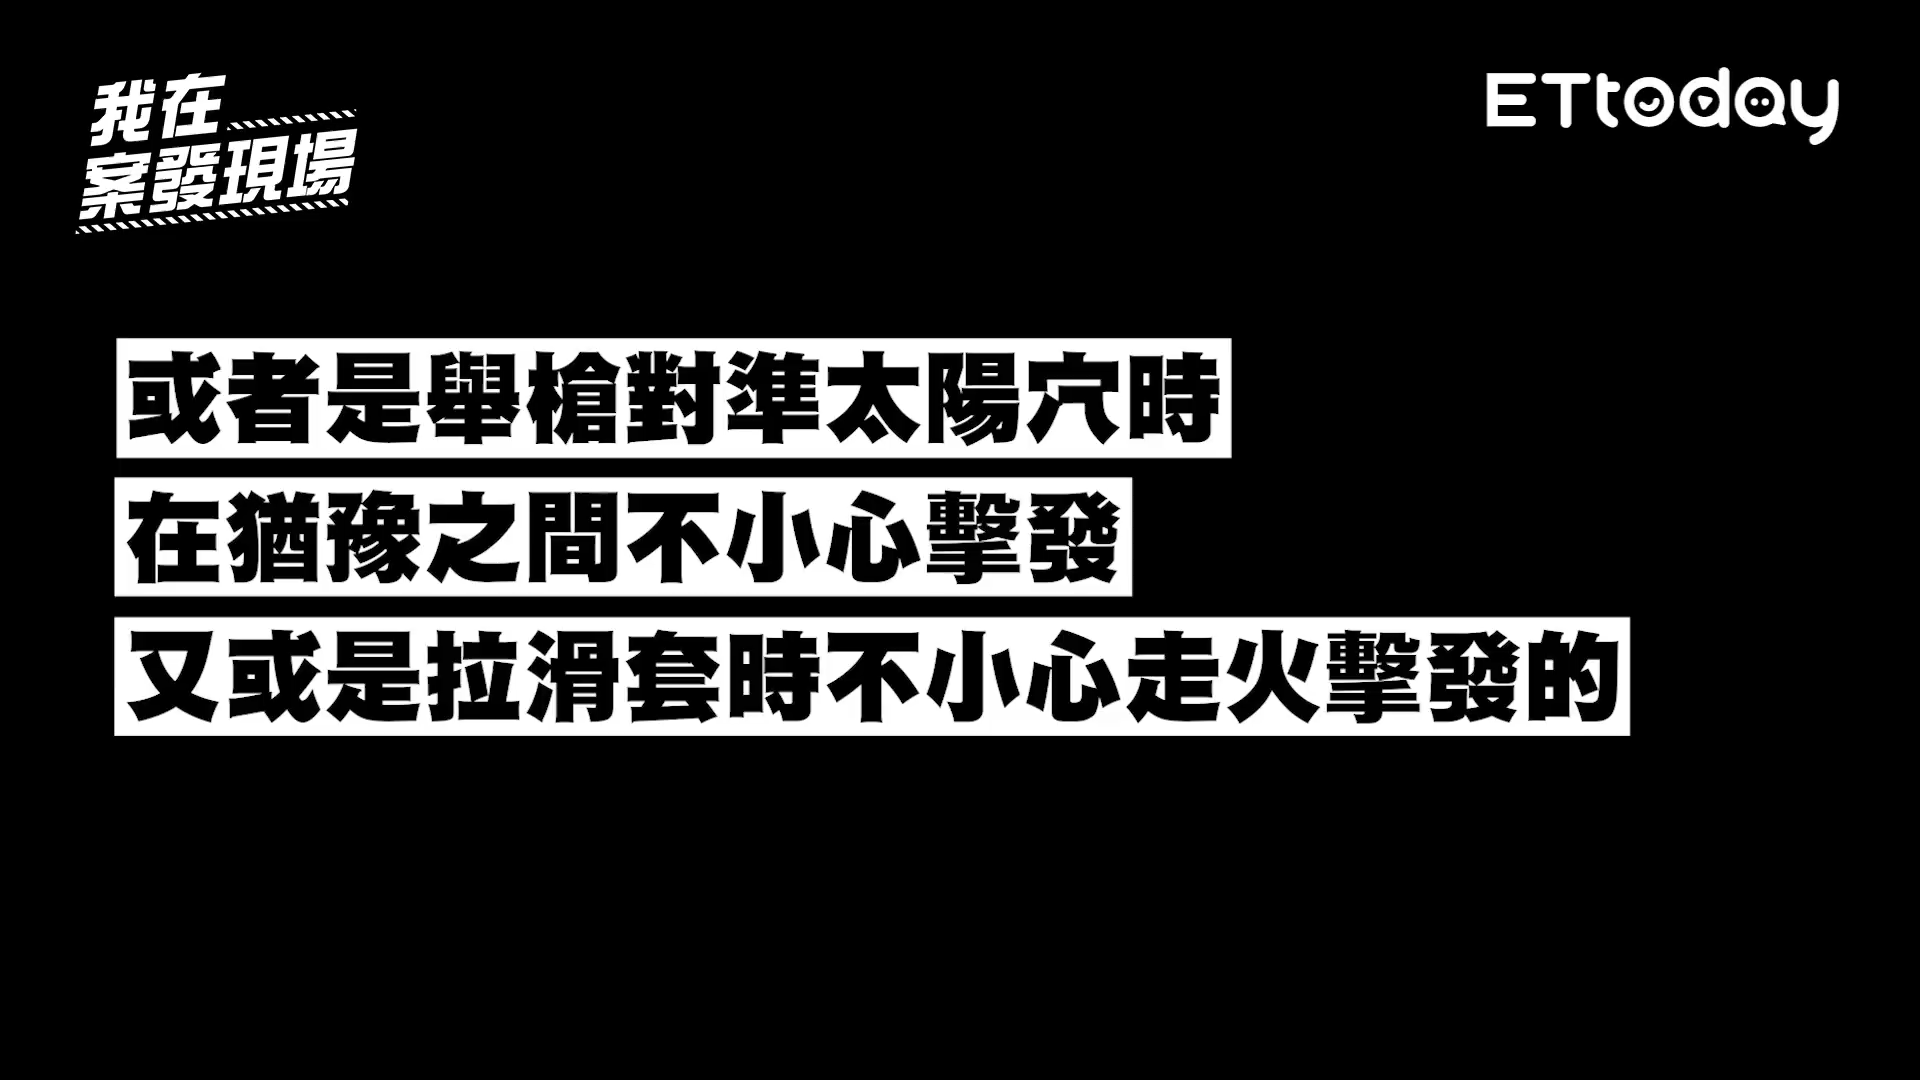 我在
案發現場
ETtoday
或者是舉槍對準太陽穴時
在猶豫之間不小心擊發
又或是拉滑套時不小心走火擊發的